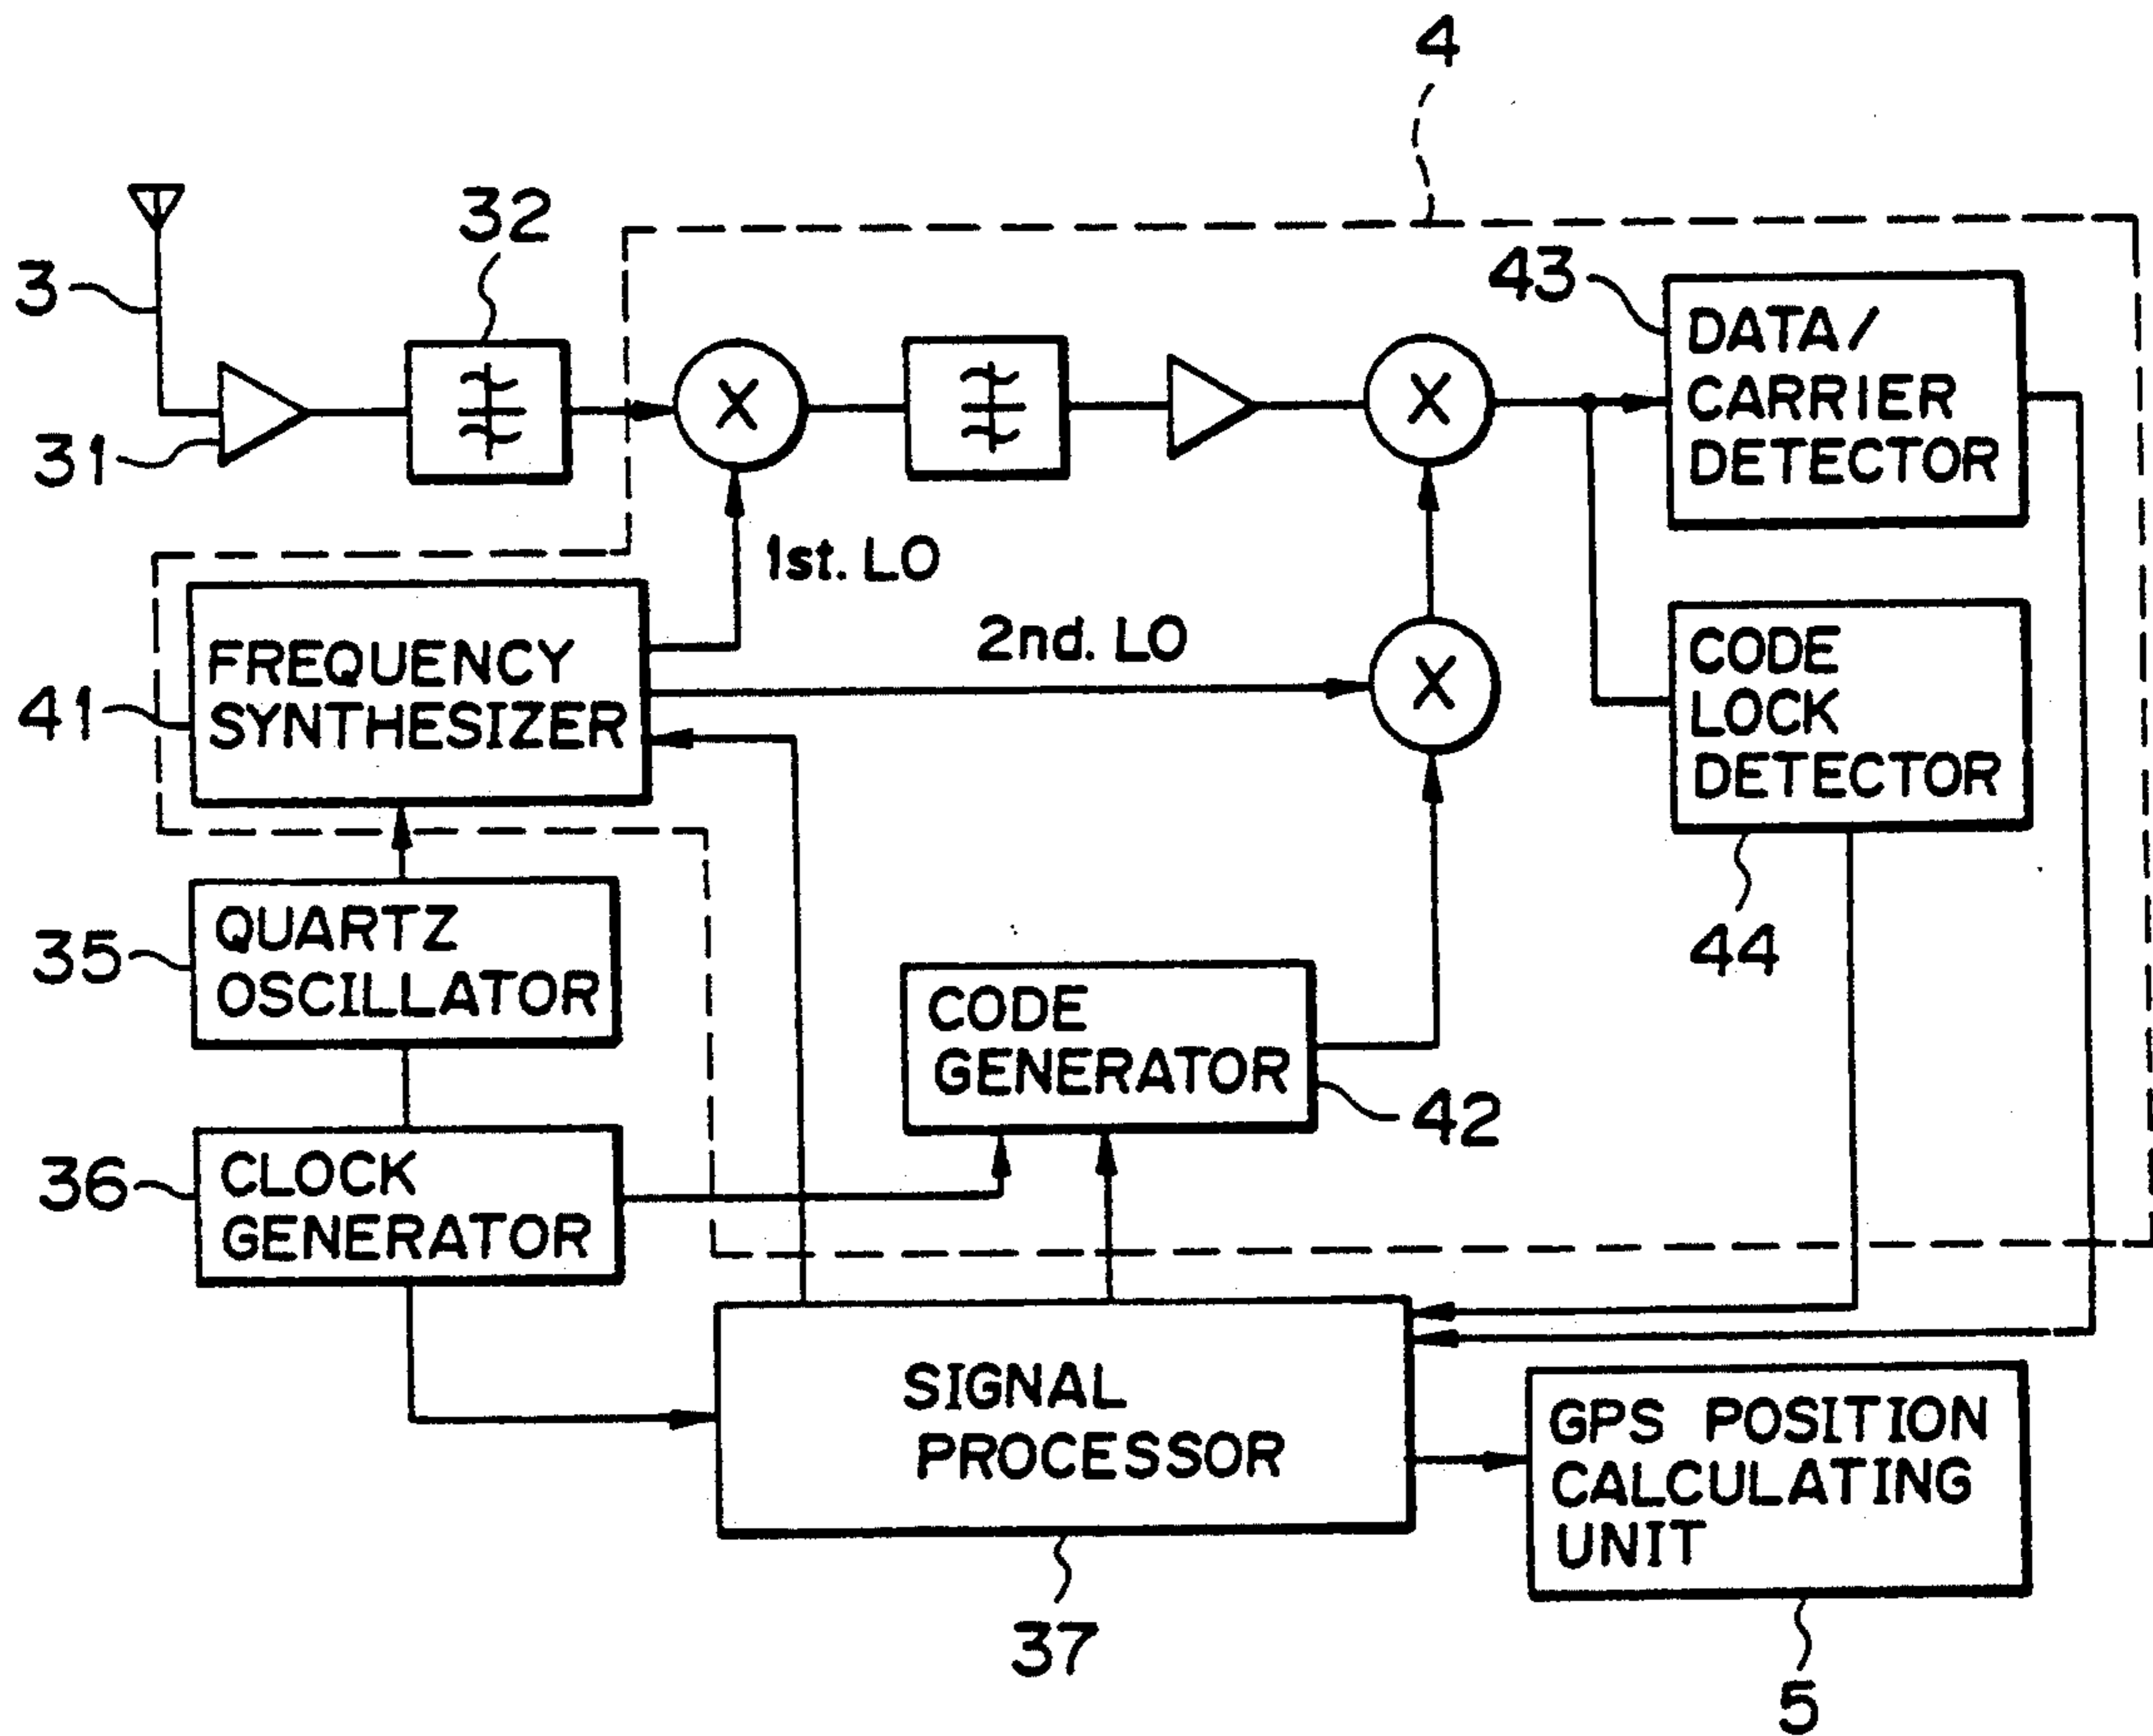 4
32
3
43
DATA/
CARRIER
DETECTOR
31
1st. LO
2nd. LO
FREQUENCY
SYNTHESIZER
41
CODE
LOCK
DETECTOR
44
QUARTZ
OSCILLATOR
35
CODE
GENERATOR
42
CLOCK
GENERATOR
36
SIGNAL
PROCESSOR
37
GPS POSITION
CALCULATING
UNIT
5